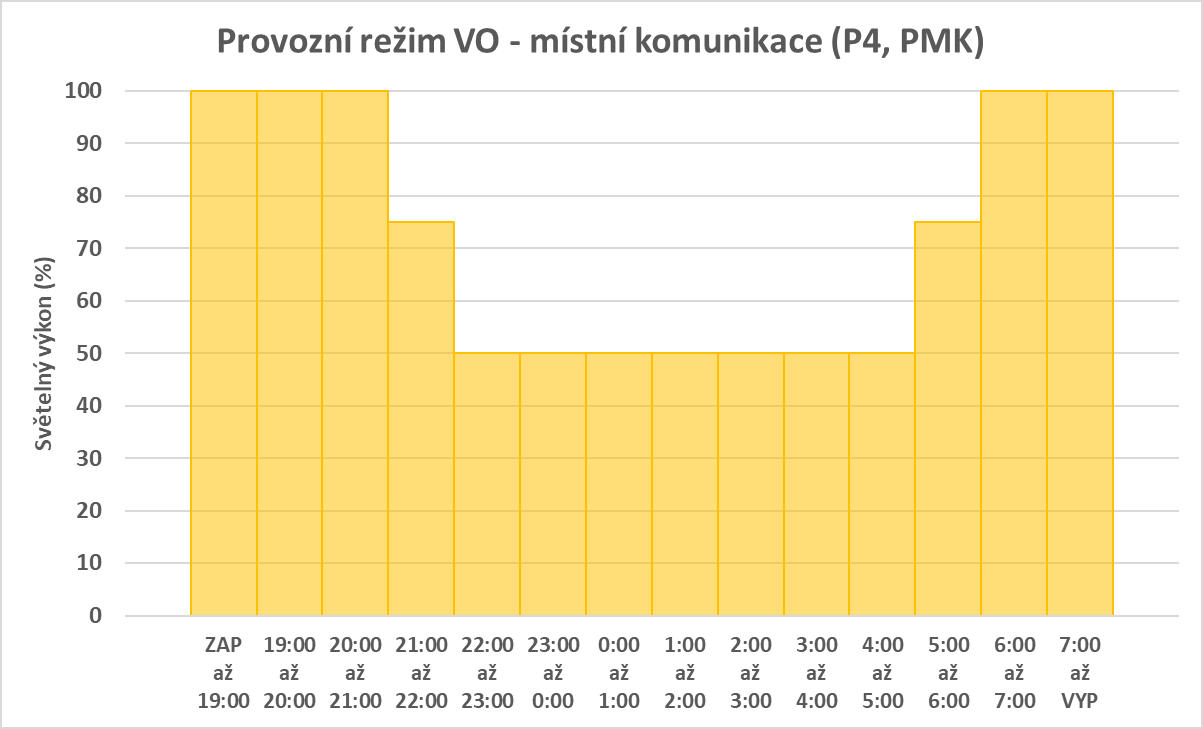 Provozní režim VO - místní komunikace (P4, PMK)
Světelný výkon (%)
100
90
80
70
60
50
40
30
20
10
0
ZAP až 19:00
19:00 až 20:00
20:00 až 21:00
21:00 až 22:00
22:00 až 23:00
23:00 až 0:00
0:00 až 1:00
1:00 až 2:00
2:00 až 3:00
3:00 až 4:00
4:00 až 5:00
5:00 až 6:00
6:00 až 7:00
7:00 až VYP